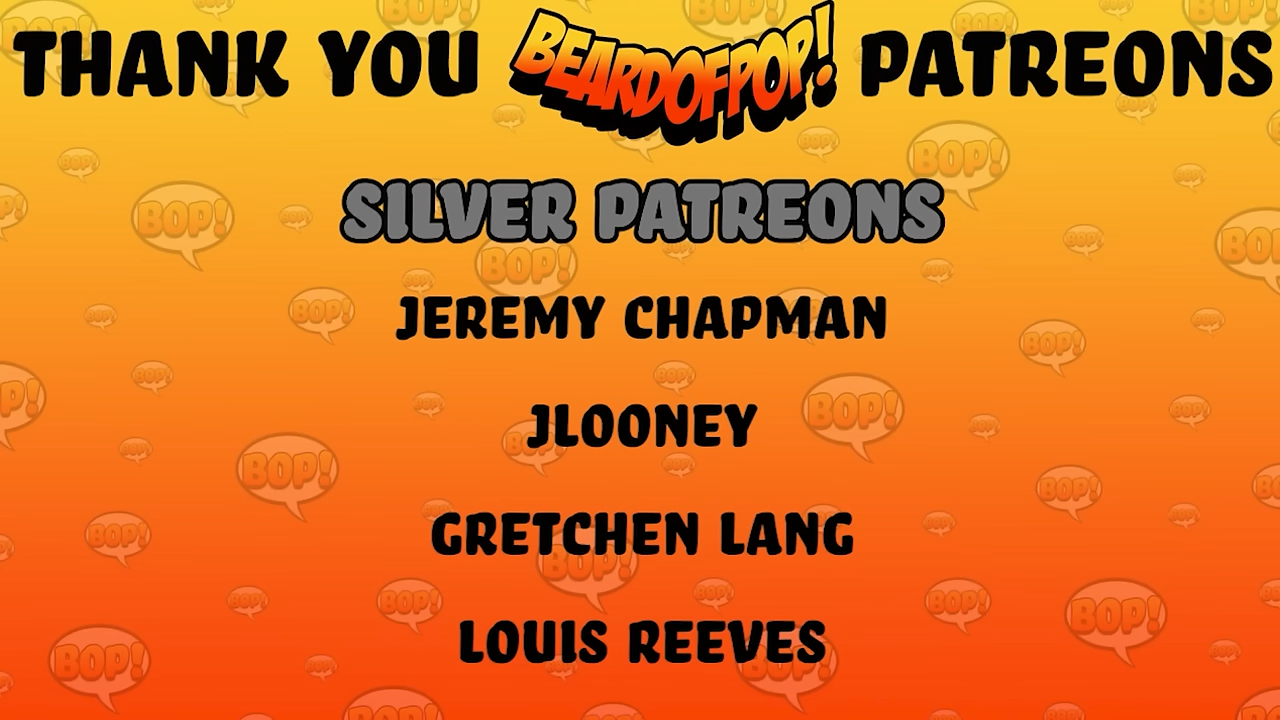 THANK YOU BEARDOFPOP! PATREONS
SILVER PATREONS
JEREMY CHAPMAN
JLOONEY
GRETCHEN LANG
LOUIS REEVES